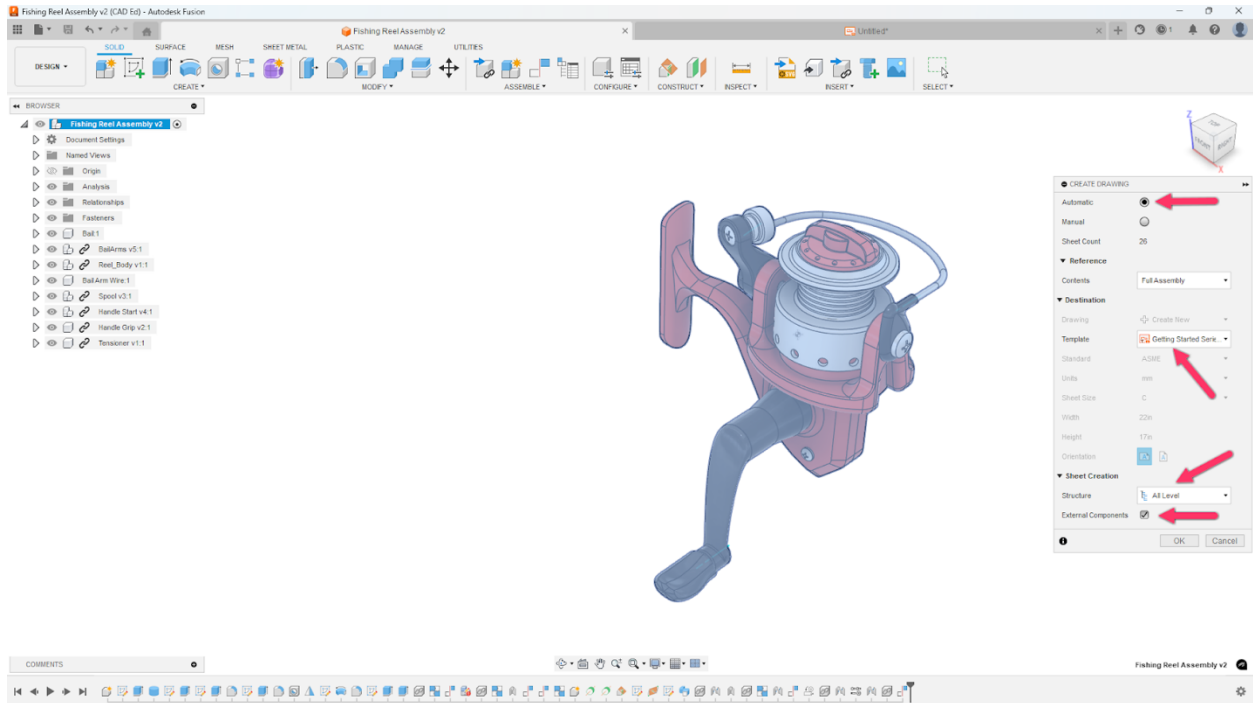 Fishing Reel Assembly v2 (CAD Ed) - Autodesk Fusion
Fishing Reel Assembly v2
Untitled*
1
SOLID SURFACE MESH SHEET METAL PLASTIC MANAGE UTILITIES
DESIGN
CREATE MODIFY ASSEMBLE CONFIGURE CONSTRUCT INSPECT INSERT SELECT
BROWSER
Fishing Reel Assembly v2
Document Settings
Named Views
Origin
Analysis
Relationships
Fasteners
Bail:1
BailArms v5:1
Reel_Body v1:1
Bail Arm Wire:1
Spool v3:1
Handle Start v4:1
Handle Grip v2:1
Tensioner v1:1
Z
TOP
FRONT RIGHT
X
CREATE DRAWING
Automatic
Manual
Sheet Count 26
Reference
Contents Full Assembly
Destination
Drawing Create New
Template Getting Started Serie...
Standard ASME
Units mm
Sheet Size C
Width 22in
Height 17in
Orientation
Sheet Creation
Structure All Level
External Components
OK Cancel
COMMENTS
Fishing Reel Assembly v2